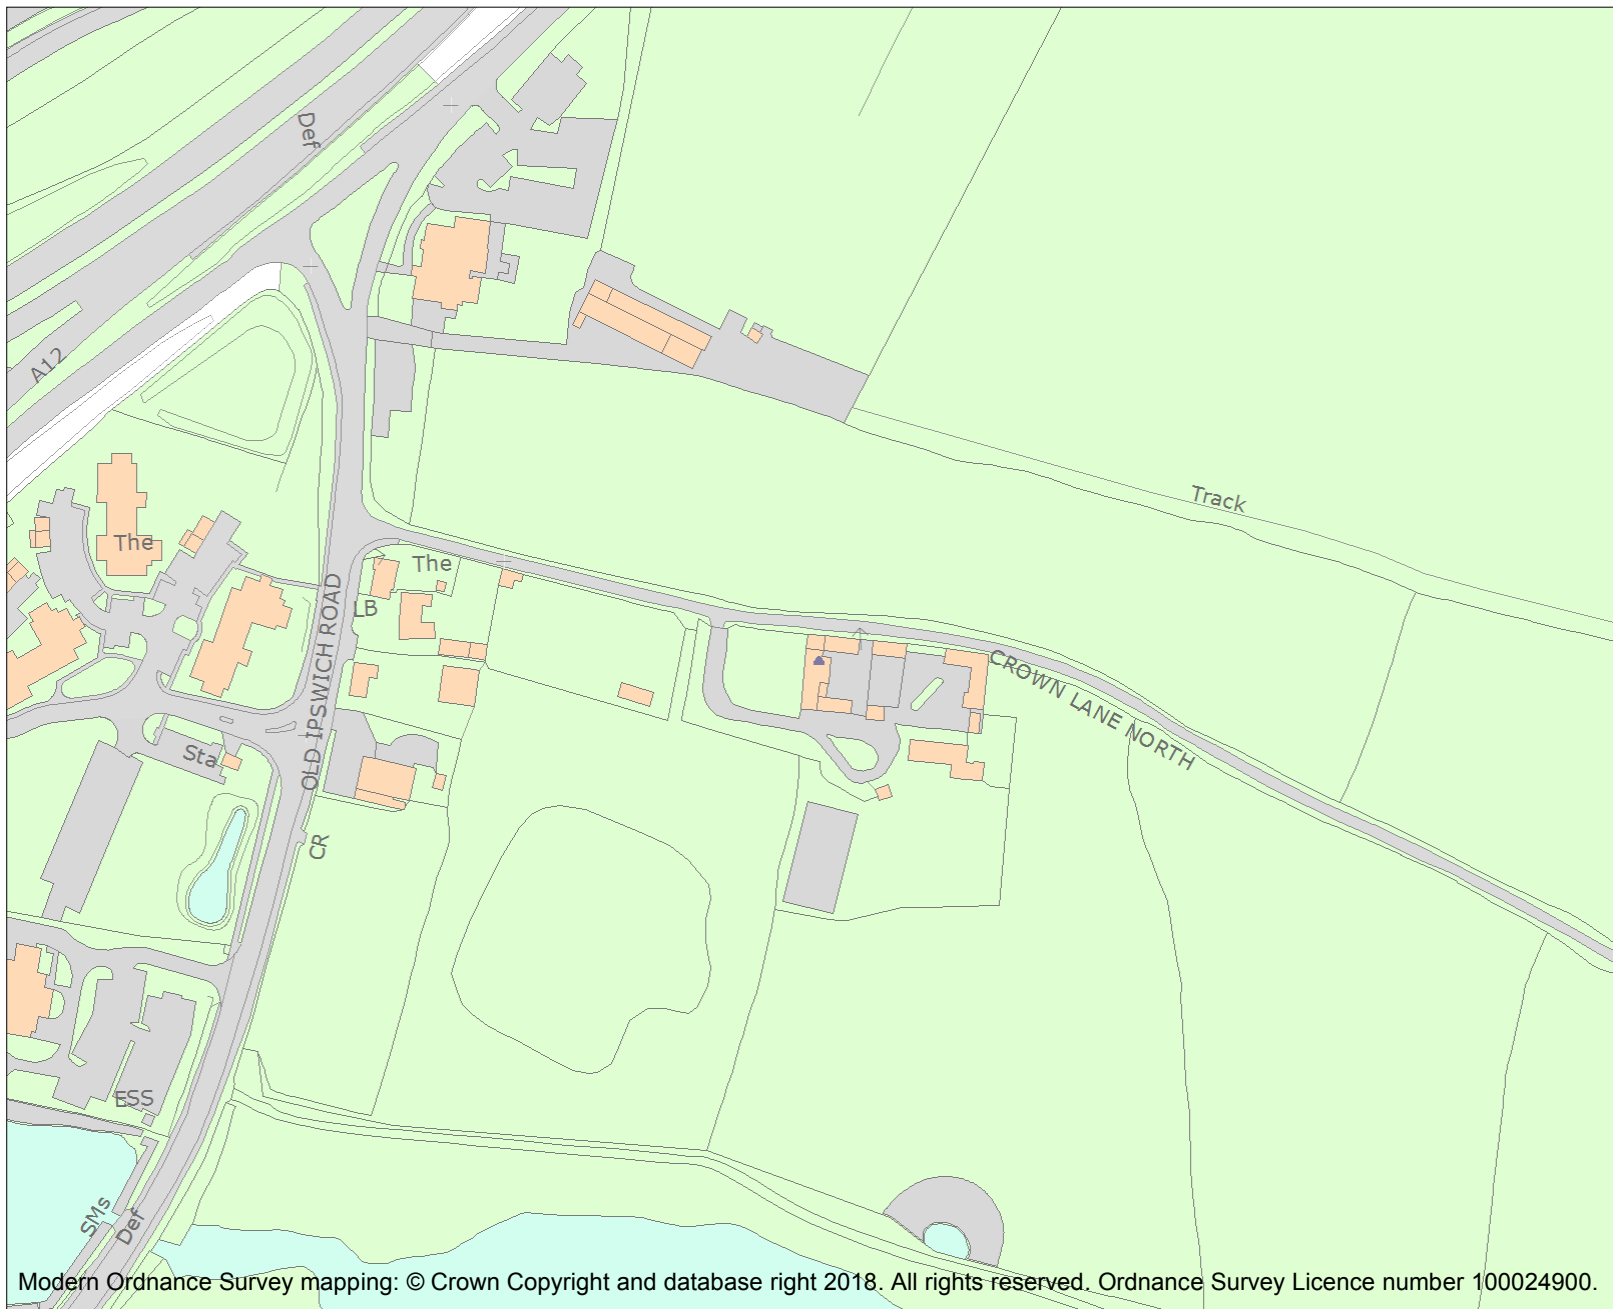 Def
A12
Track
The
The
LB
OLD IPSWICH ROAD
CROWN LANE NORTH
Sta
CR
ESS
SMs
Def
Modern Ordnance Survey mapping: © Crown Copyright and database right 2018. All rights reserved. Ordnance Survey Licence number 100024900.